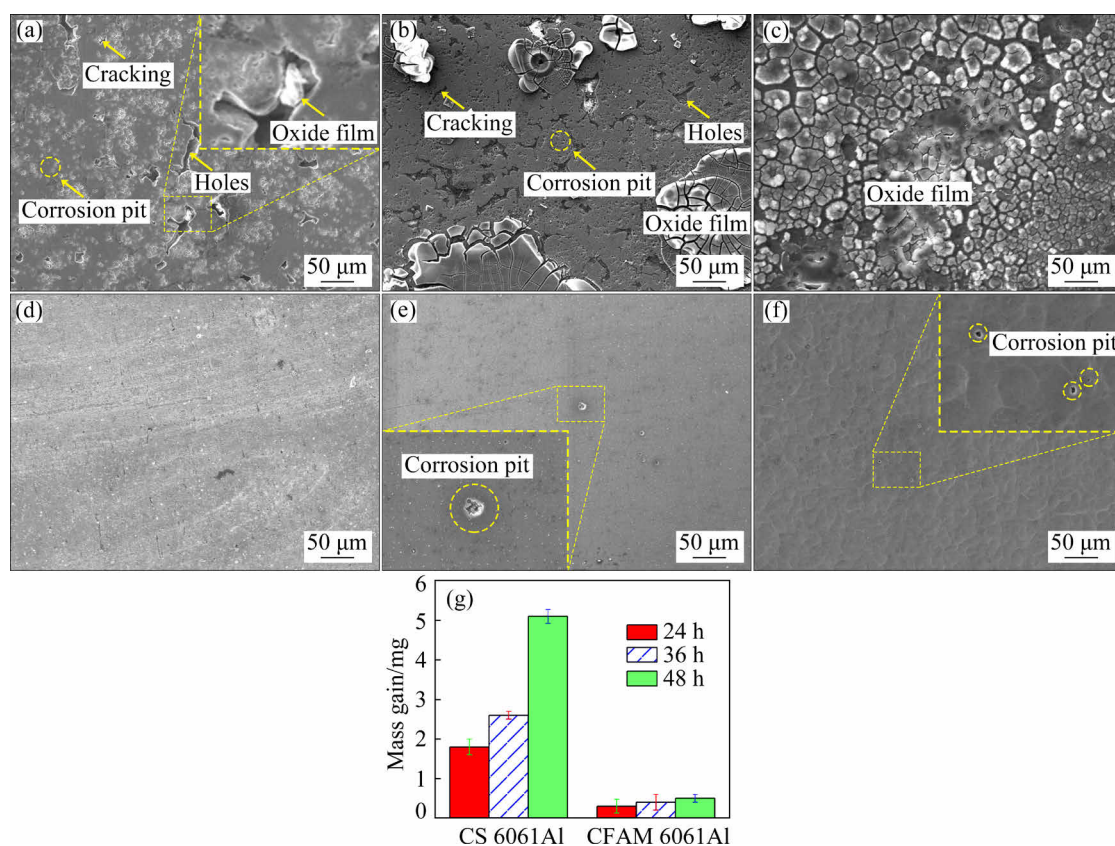 (a)
Cracking
Oxide film
Holes
Corrosion pit
50 μm
(b)
Cracking
Holes
Corrosion pit
Oxide film
50 μm
(c)
Oxide film
50 μm
(d)
50 μm
(e)
Corrosion pit
50 μm
(f)
Corrosion pit
50 μm
(g)
Mass gain/mg
6
5
4
3
2
1
0
24 h
36 h
48 h
CS 6061Al
CFAM 6061Al